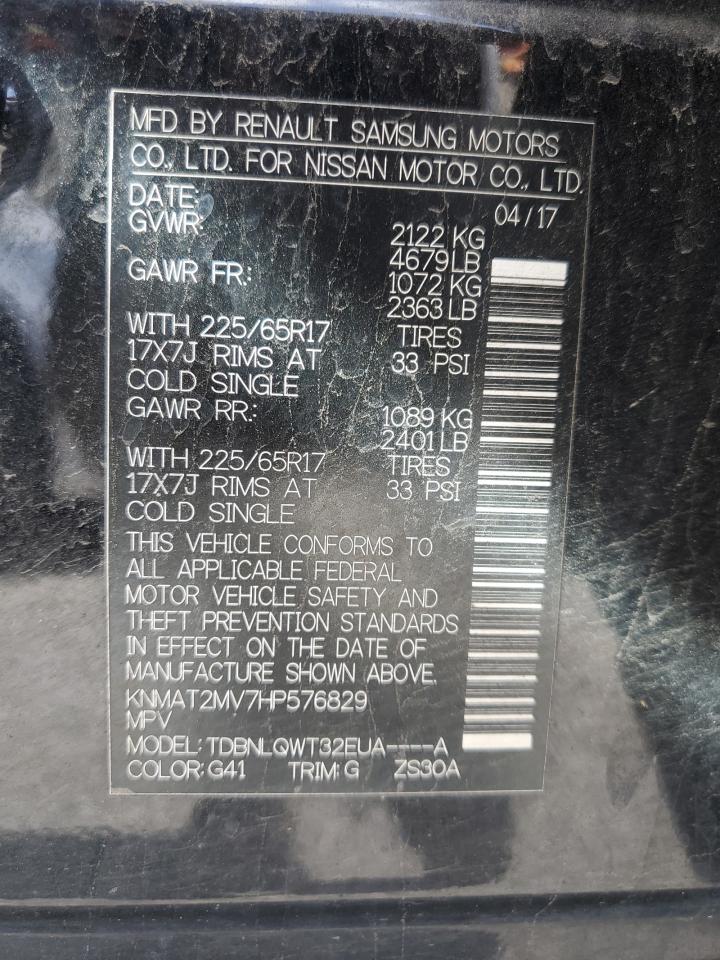 MFD BY RENAULT SAMSUNG MOTORS
CO., LTD. FOR NISSAN MOTOR CO., LTD.
DATE: 04/17
GVWR: 2122 KG
4679 LB
GAWR FR.: 1072 KG
2363 LB
WITH 225/65R17 TIRES
17X7J RIMS AT 33 PSI
COLD SINGLE
GAWR RR.: 1089 KG
2401 LB
WITH 225/65R17 TIRES
17X7J RIMS AT 33 PSI
COLD SINGLE
THIS VEHICLE CONFORMS TO
ALL APPLICABLE FEDERAL
MOTOR VEHICLE SAFETY AND
THEFT PREVENTION STANDARDS
IN EFFECT ON THE DATE OF
MANUFACTURE SHOWN ABOVE.
KNMAT2MV7HP576829
MPV
MODEL: TDBNLQWT32EUA----A
COLOR: G41 TRIM: G ZS30A